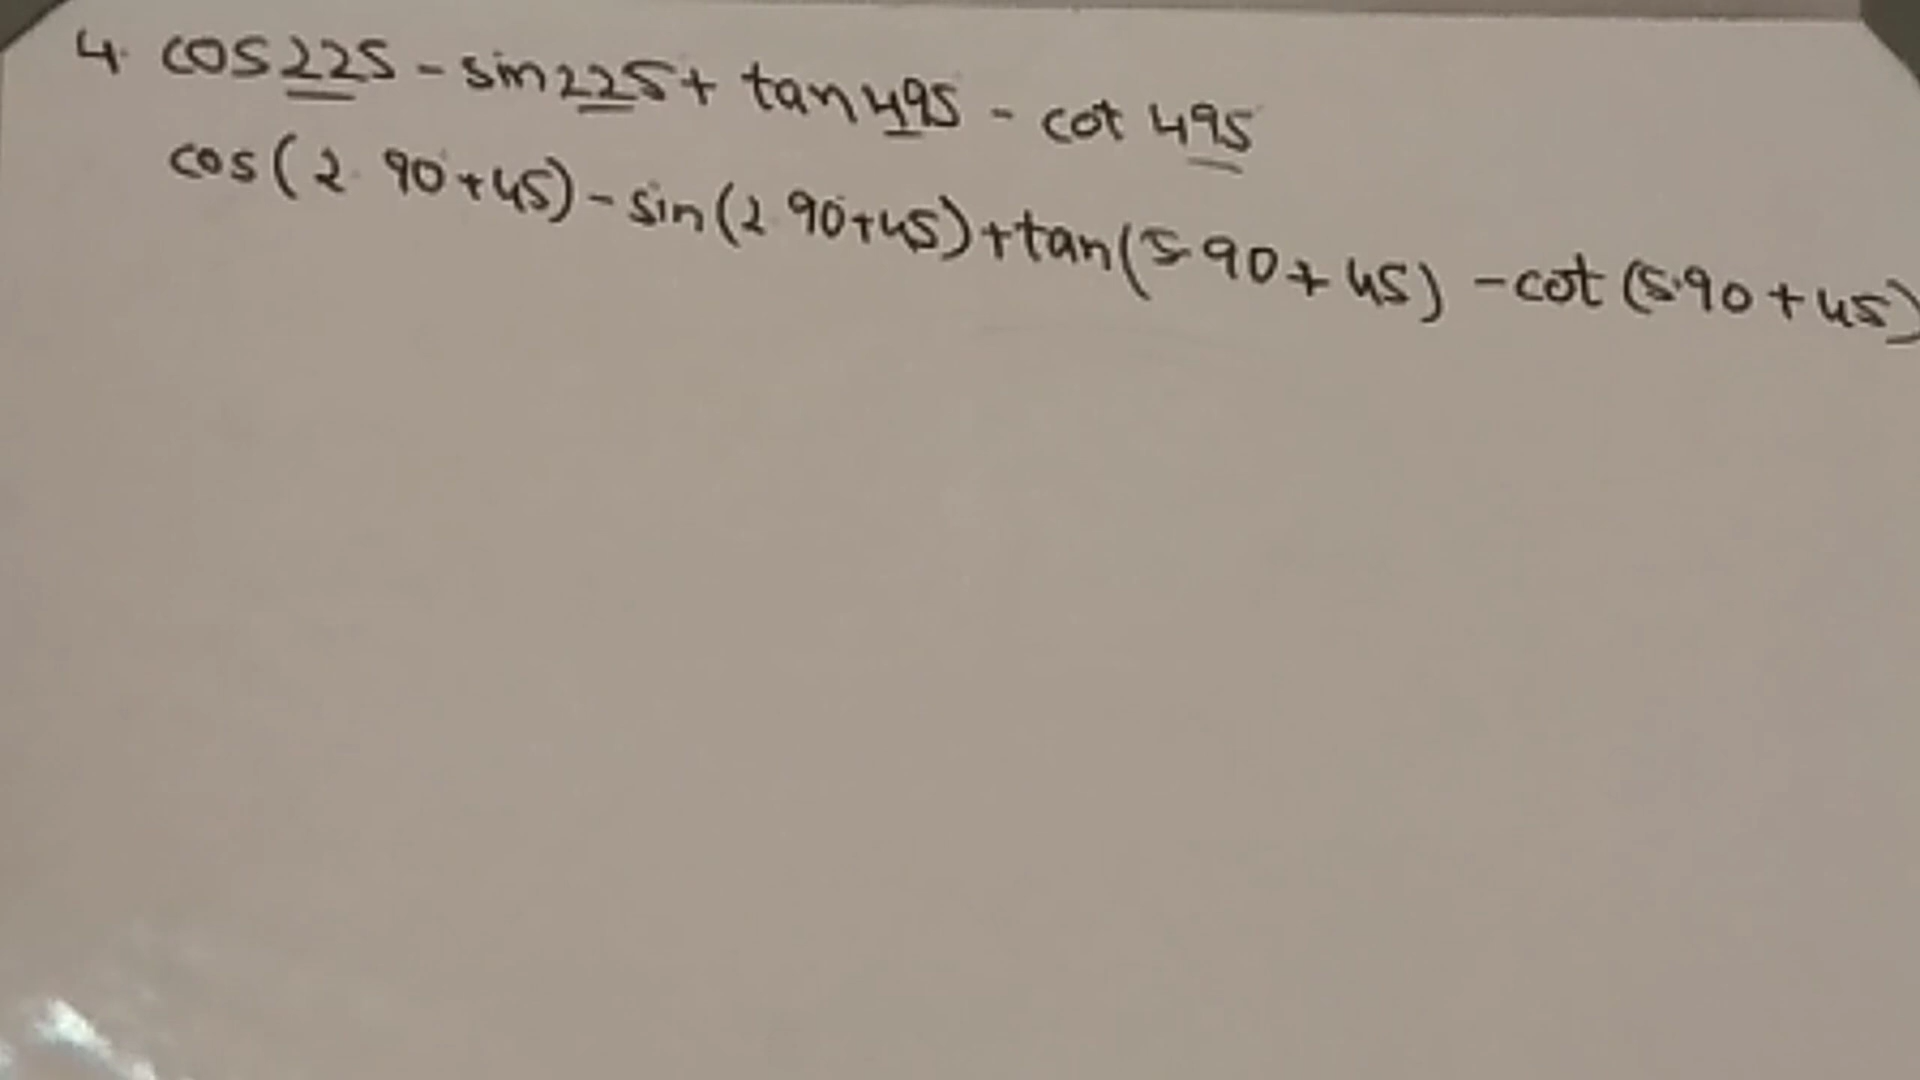 4. cos225 - sin225 + tan495 - cot 495
cos(2·90+45) - sin(2·90+45) + tan(5·90+45) - cot(5·90+45)